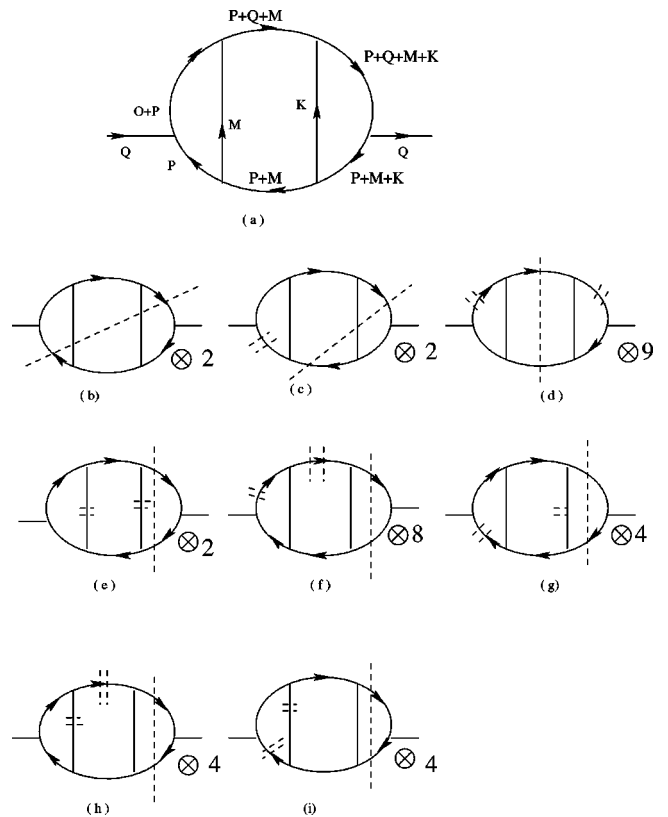 P+Q+M
P+Q+M+K
O+P
M
K
Q
P
P+M
P+M+K
Q
( a )
⊗ 2
( b )
⊗ 2
( c )
⊗ 9
( d )
⊗ 2
( e )
⊗ 8
( f )
⊗ 4
( g )
⊗ 4
( h )
⊗ 4
(i)